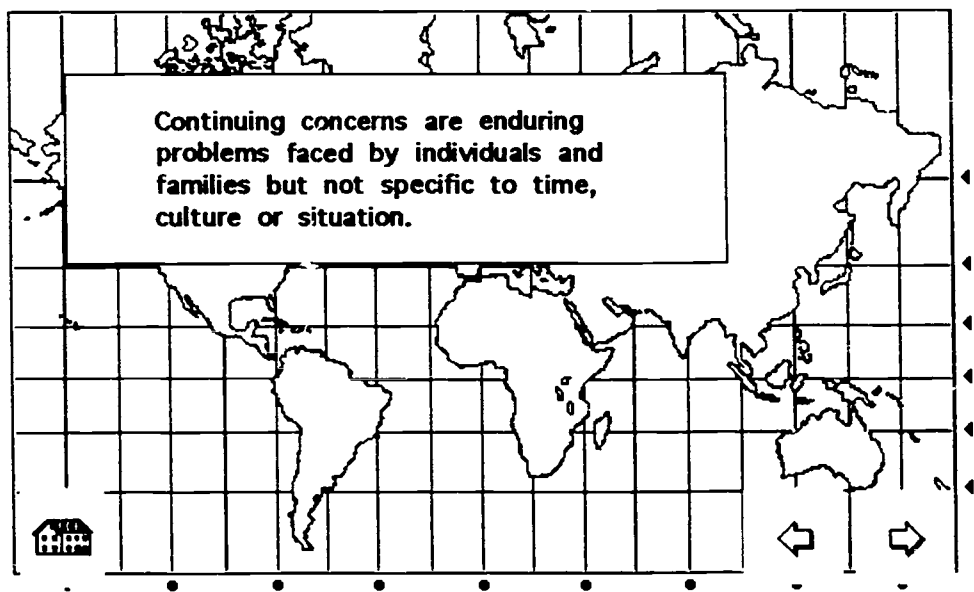 Continuing concerns are enduring
problems faced by individuals and
families but not specific to time,
culture or situation.